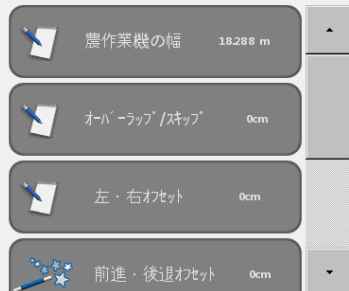 農作業機の幅 18.288 m
ｵｰﾊﾞｰﾗｯﾌﾟ/ｽｷｯﾌﾟ 0cm
左・右ｵﾌｾｯﾄ 0cm
前進・後退ｵﾌｾｯﾄ 0cm